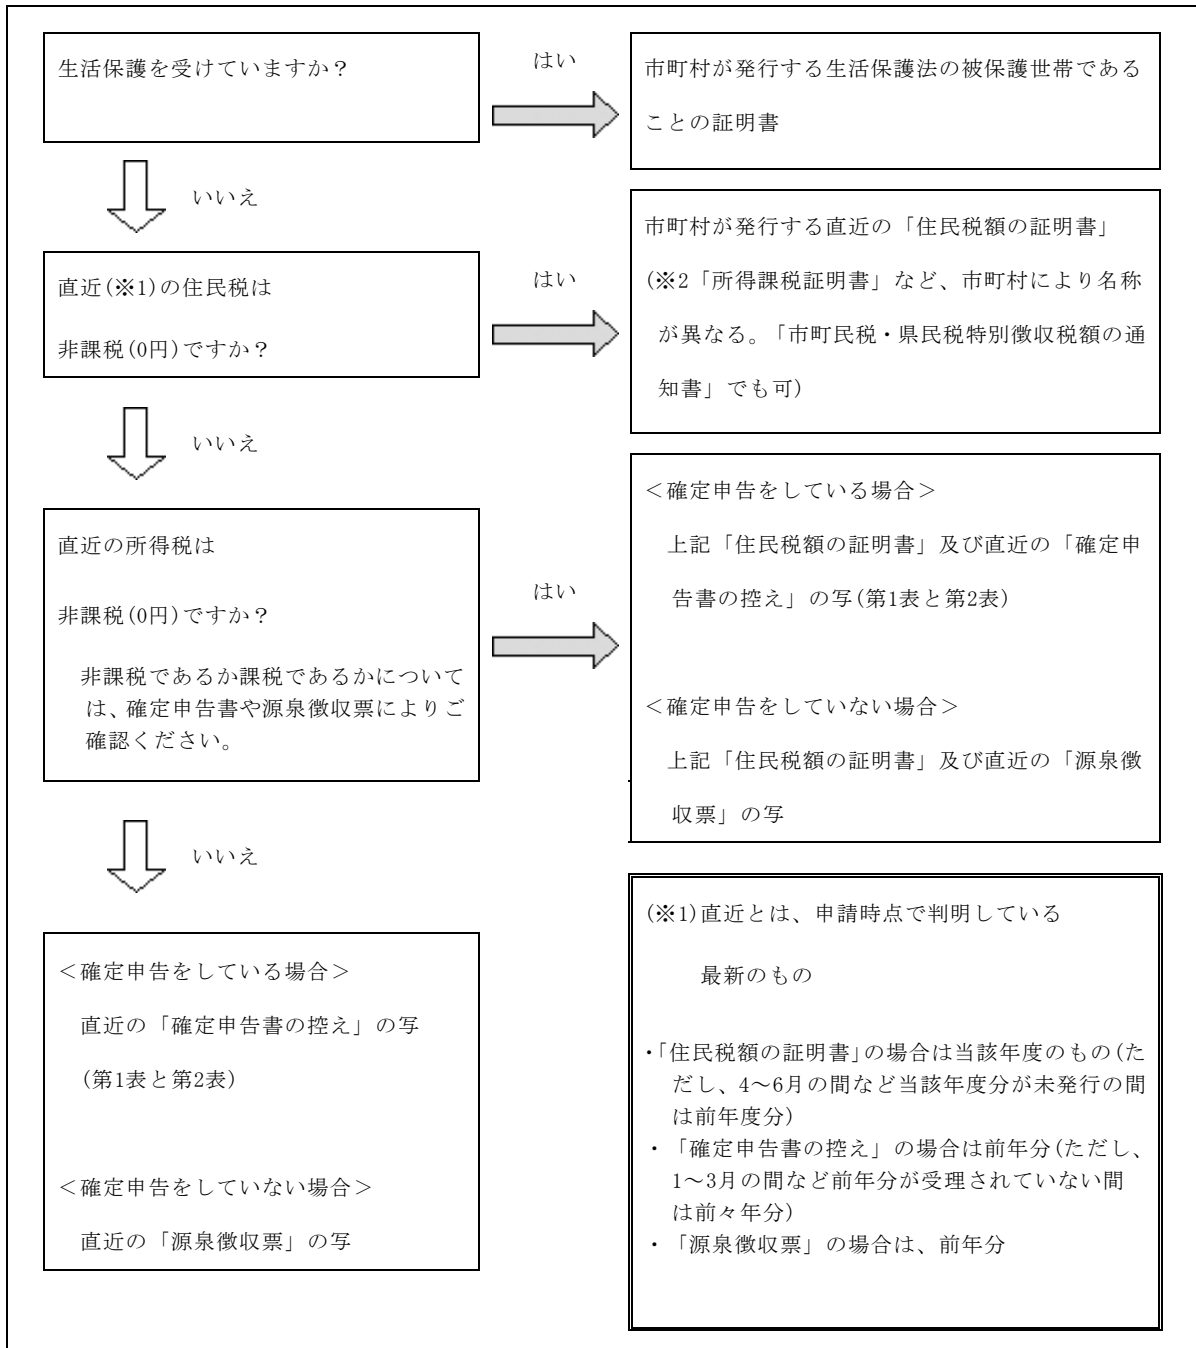 生活保護を受けていますか？
はい
市町村が発行する生活保護法の被保護世帯である
ことの証明書
いいえ
直近(※1)の住民税は
非課税(0円)ですか？
はい
市町村が発行する直近の「住民税額の証明書」
(※2「所得課税証明書」など、市町村により名称
が異なる。「市町民税・県民税特別徴収税額の通
知書」でも可)
いいえ
直近の所得税は
非課税(0円)ですか？
非課税であるか課税であるかについて
は、確定申告書や源泉徴収票によりご
確認ください。
はい
＜確定申告をしている場合＞
上記「住民税額の証明書」及び直近の「確定申
告書の控え」の写(第1表と第2表)
＜確定申告をしていない場合＞
上記「住民税額の証明書」及び直近の「源泉徴
収票」の写
いいえ
＜確定申告をしている場合＞
直近の「確定申告書の控え」の写
(第1表と第2表)
＜確定申告をしていない場合＞
直近の「源泉徴収票」の写
(※1)直近とは、申請時点で判明している
最新のもの
・「住民税額の証明書」の場合は当該年度のもの(た
だし、4～6月の間など当該年度分が未発行の間
は前年度分)
・「確定申告書の控え」の場合は前年分(ただし、
1～3月の間など前年分が受理されていない間
は前々年分)
・「源泉徴収票」の場合は、前年分